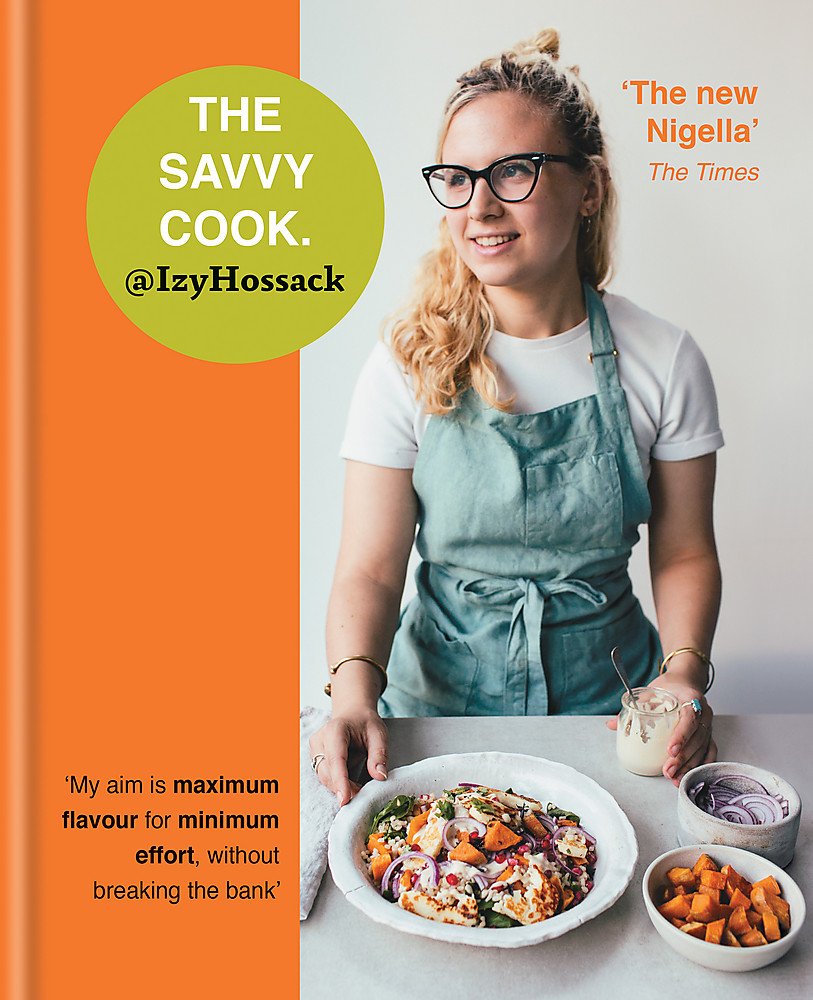 THE
SAVVY
COOK.
@IzyHossack
‘The new
Nigella’
The Times
‘My aim is maximum
flavour for minimum
effort, without
breaking the bank’